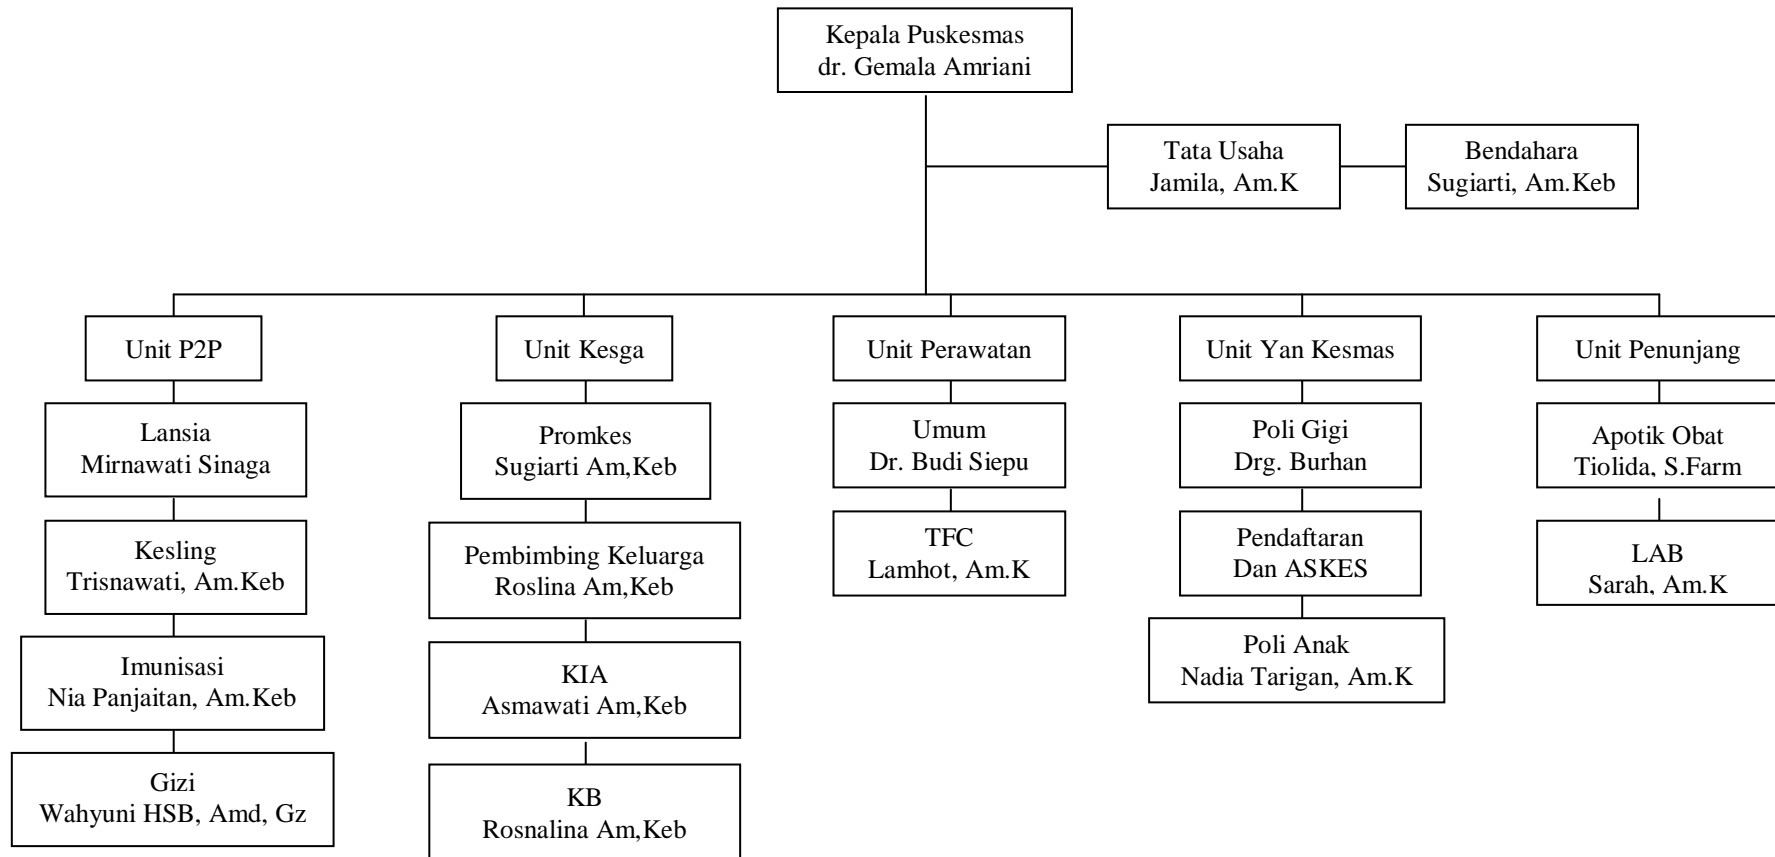 Kepala Puskesmas
dr. Gemala Amriani
Tata Usaha
Jamila, Am.K
Bendahara
Sugiarti, Am.Keb
Unit P2P
Unit Kesga
Unit Perawatan
Unit Yan Kesmas
Unit Penunjang
Lansia
Mirnawati Sinaga
Kesling
Trisnawati, Am.Keb
Imunisasi
Nia Panjaitan, Am.Keb
Gizi
Wahyuni HSB, Amd, Gz
Promkes
Sugiarti Am,Keb
Pembimbing Keluarga
Roslina Am,Keb
KIA
Asmawati Am,Keb
KB
Rosnalina Am,Keb
Umum
Dr. Budi Siepu
TFC
Lamhot, Am.K
Poli Gigi
Drg. Burhan
Pendaftaran
Dan ASKES
Poli Anak
Nadia Tarigan, Am.K
Apotik Obat
Tiolida, S.Farm
LAB
Sarah, Am.K